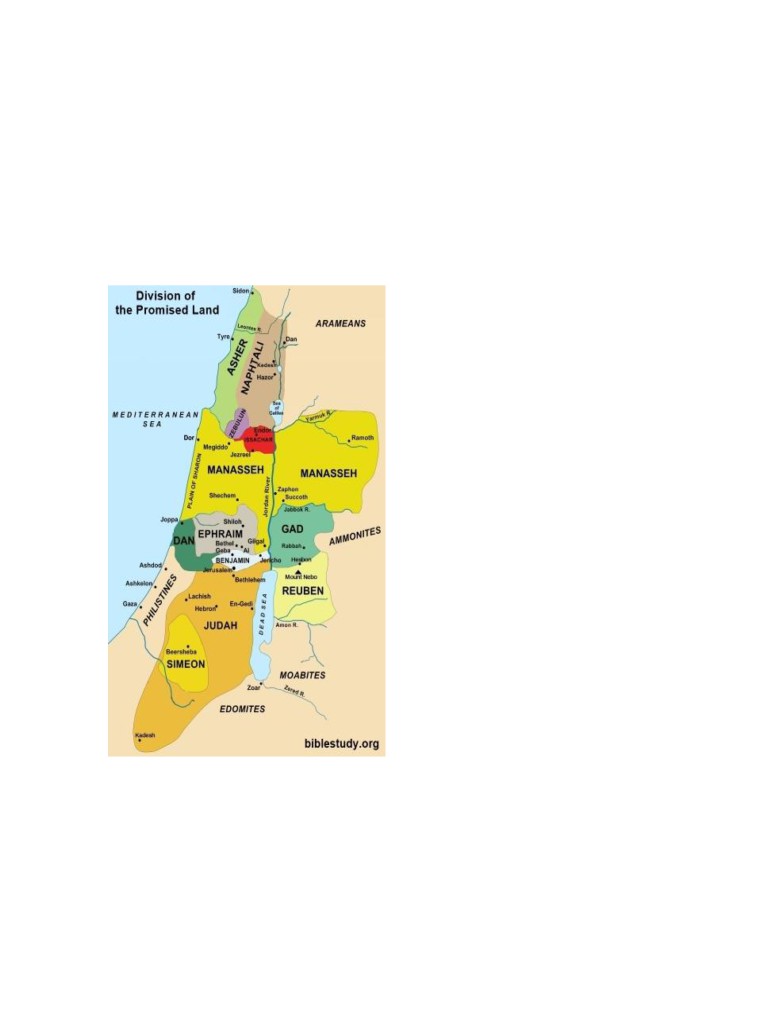 Division of
the Promised Land
Sidon
ARAMEANS
Leontes R.
Tyre
Dan
ASHER
NAPHTALI
Kadesh
Hazor
Sea
of
Galilee
MEDITERRANEAN
SEA
ZEBULUN
Yarmuk R.
Endor
Dor
ISSACHAR
Ramoth
Megiddo
Jezreel
MANASSEH
MANASSEH
PLAIN OF SHARON
Jordan River
Zaphon
Shechem
Succoth
Jabbok R.
Joppa
Shiloh
GAD
EPHRAIM
DAN
AMMONITES
Bethel
Gilgal
Rabbah
Geba
Ai
BENJAMIN
Jericho
Heshbon
Ashdod
Jerusalem
Mount Nebo
Bethlehem
Ashkelon
REUBEN
PHILISTINES
Lachish
Gaza
Hebron
En-Gedi
DEAD SEA
JUDAH
Arnon R.
Beersheba
SIMEON
MOABITES
Zoar
Zered R.
EDOMITES
Kadesh
biblestudy.org